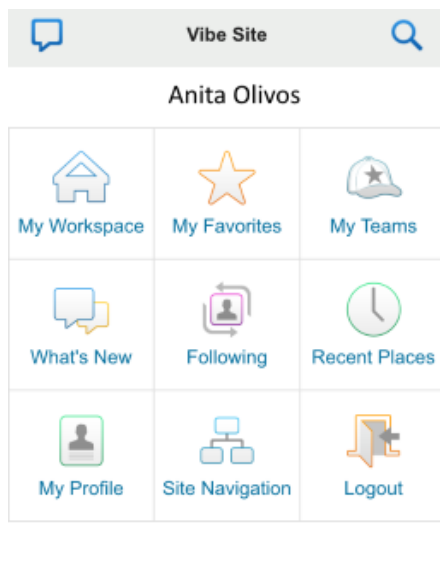 Vibe Site
Anita Olivos
My Workspace
My Favorites
My Teams
What's New
Following
Recent Places
My Profile
Site Navigation
Logout